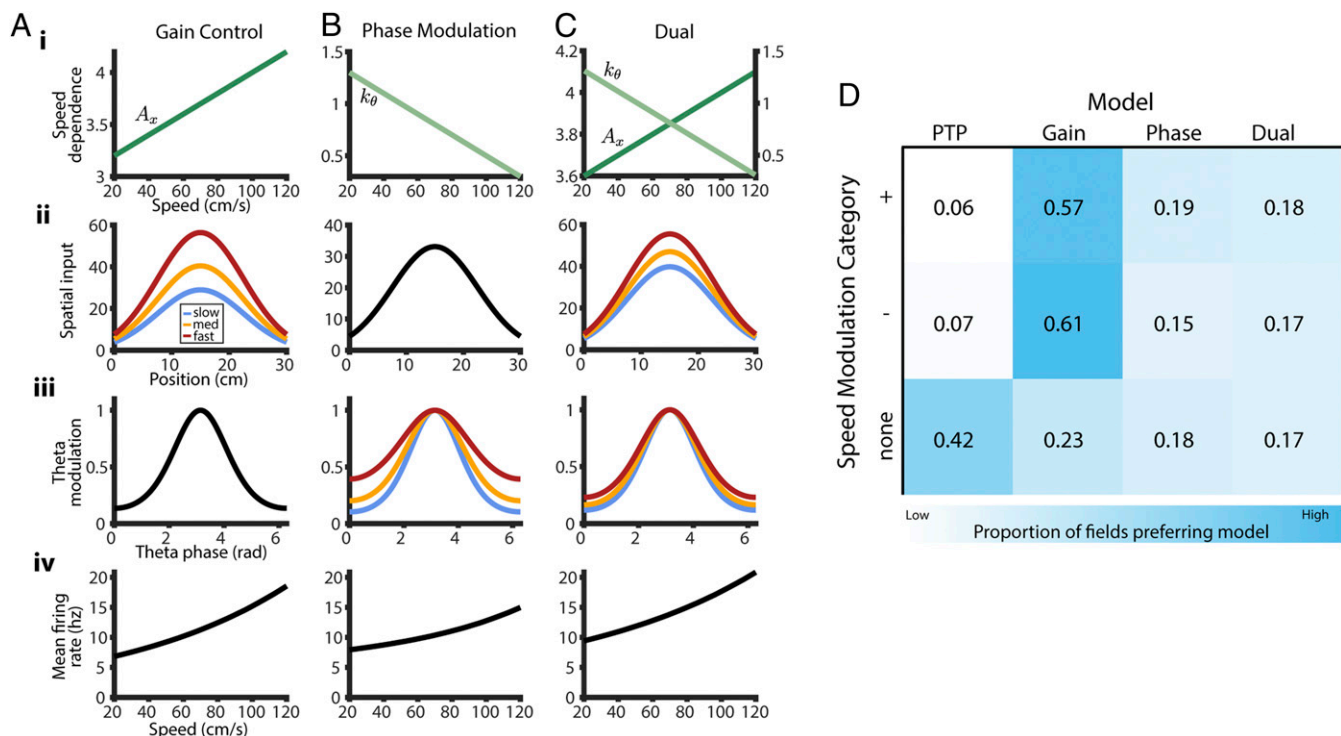 A
i
Gain Control
Speed dependence
4
3.5
3
A_x
20 40 60 80 100 120
Speed (cm/s)
B
Phase Modulation
1.5
1
0.5
k_θ
20 40 60 80 100 120
C
Dual
4.2
4
3.8
3.6
k_θ
A_x
1.5
1
0.5
20 40 60 80 100 120
ii
Spatial input
60
40
20
0
slow
med
fast
0 10 20 30
Position (cm)
40
30
20
10
0
0 10 20 30
60
40
20
0
0 10 20 30
iii
Theta modulation
1
0.5
0
0 2 4 6
Theta phase (rad)
1
0.5
0
0 2 4 6
1
0.5
0
0 2 4 6
iv
Mean firing rate (hz)
20
15
10
5
0
20 40 60 80 100 120
Speed (cm/s)
20
15
10
5
0
20 40 60 80 100 120
20
15
10
5
0
20 40 60 80 100 120
D
Model
PTP Gain Phase Dual
Speed Modulation Category
+ 0.06 0.57 0.19 0.18
- 0.07 0.61 0.15 0.17
none 0.42 0.23 0.18 0.17
Low High
Proportion of fields preferring model